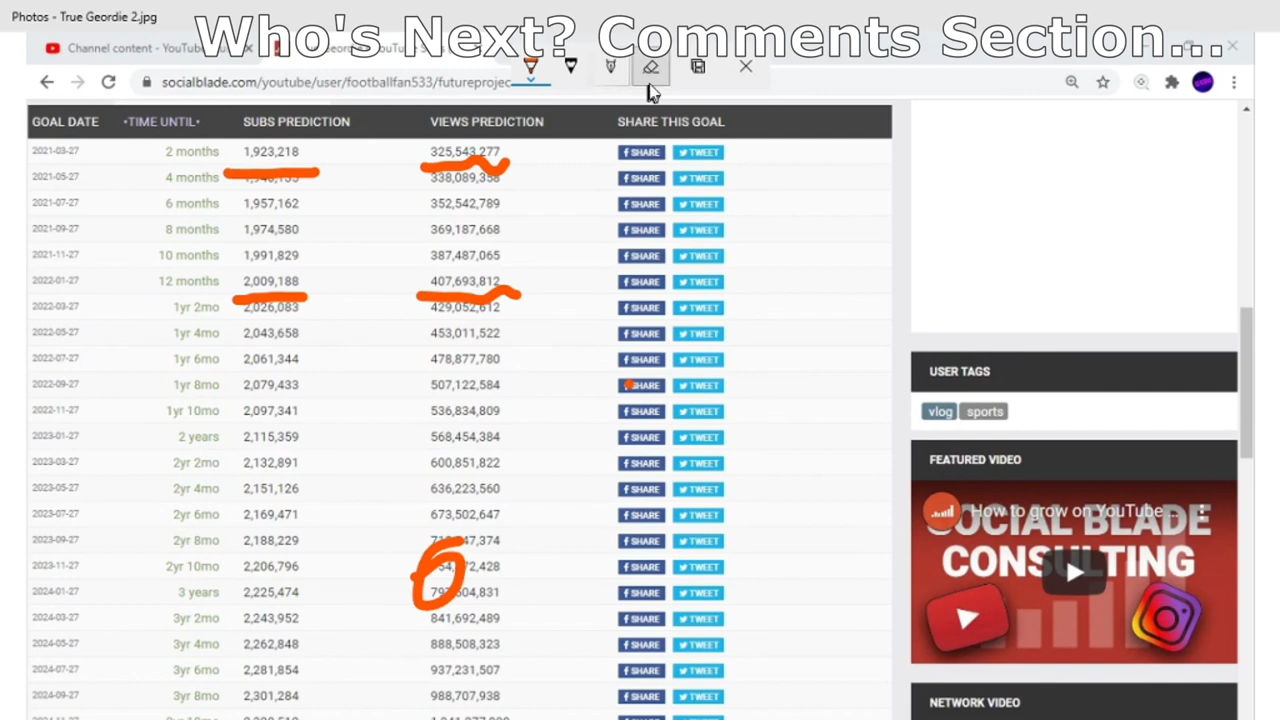 Photos - True Geordie 2.jpg
Who's Next? Comments Section...
Channel content - YouTube
socialblade.com/youtube/user/footballfan533/futureprojec
GOAL DATE •TIME UNTIL• SUBS PREDICTION VIEWS PREDICTION SHARE THIS GOAL
2021-03-27 2 months 1,923,218 325,543,277 SHARE TWEET
2021-05-27 4 months 338,089,358 SHARE TWEET
2021-07-27 6 months 1,957,162 352,542,789 SHARE TWEET
2021-09-27 8 months 1,974,580 369,187,668 SHARE TWEET
2021-11-27 10 months 1,991,829 387,487,065 SHARE TWEET
2022-01-27 12 months 2,009,188 407,693,812 SHARE TWEET
2022-03-27 1yr 2mo 2,026,083 429,052,612 SHARE TWEET
2022-05-27 1yr 4mo 2,043,658 453,011,522 SHARE TWEET
2022-07-27 1yr 6mo 2,061,344 478,877,780 SHARE TWEET
2022-09-27 1yr 8mo 2,079,433 507,122,584 SHARE TWEET
2022-11-27 1yr 10mo 2,097,341 536,834,809 SHARE TWEET
2023-01-27 2 years 2,115,359 568,454,384 SHARE TWEET
2023-03-27 2yr 2mo 2,132,891 600,851,822 SHARE TWEET
2023-05-27 2yr 4mo 2,151,126 636,223,560 SHARE TWEET
2023-07-27 2yr 6mo 2,169,471 673,502,647 SHARE TWEET
2023-09-27 2yr 8mo 2,188,229 SHARE TWEET
2023-11-27 2yr 10mo 2,206,796 SHARE TWEET
2024-01-27 3 years 2,225,474 SHARE TWEET
2024-03-27 3yr 2mo 2,243,952 841,692,489 SHARE TWEET
2024-05-27 3yr 4mo 2,262,848 888,508,323 SHARE TWEET
2024-07-27 3yr 6mo 2,281,854 937,231,507 SHARE TWEET
2024-09-27 3yr 8mo 2,301,284 988,707,938 SHARE TWEET
USER TAGS
vlog sports
FEATURED VIDEO
How to grow on YouTube ...
SOCIAL BLADE
CONSULTING
NETWORK VIDEO